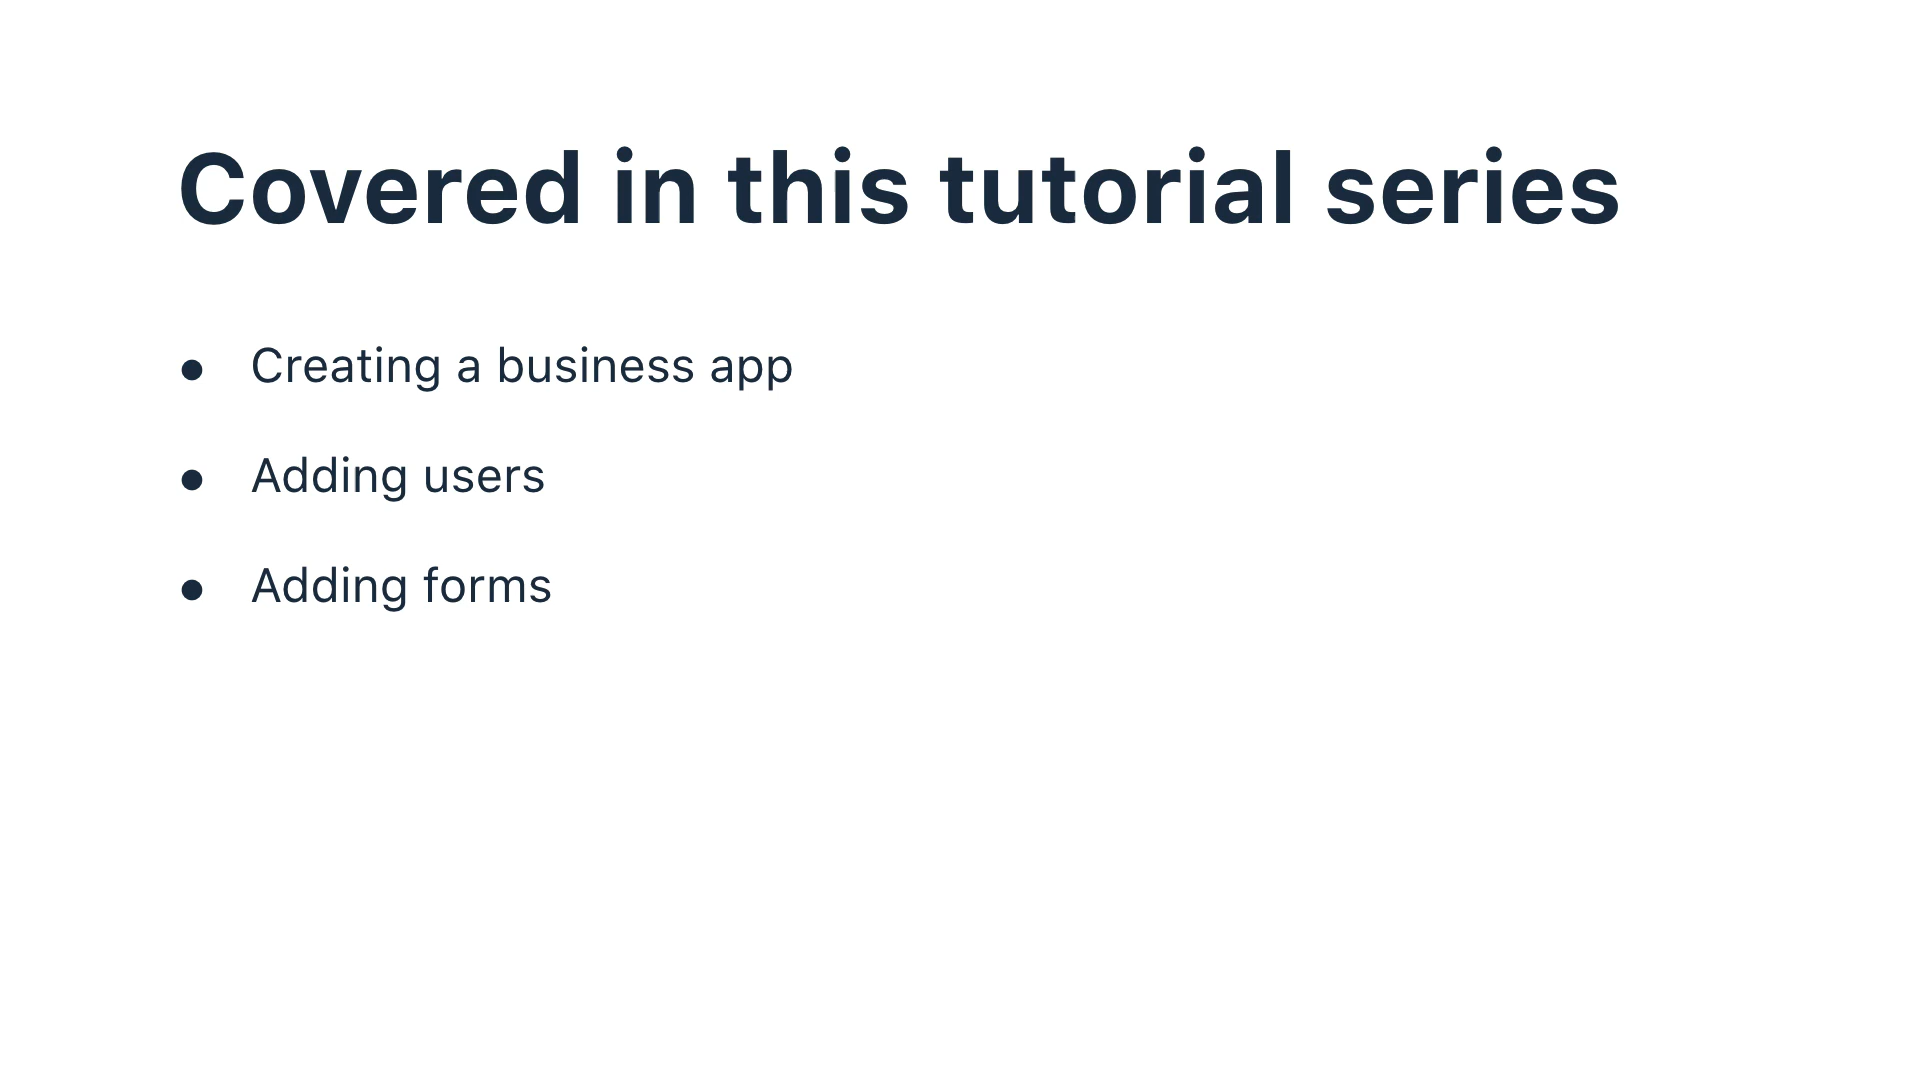 Covered in this tutorial series
● Creating a business app
● Adding users
● Adding forms